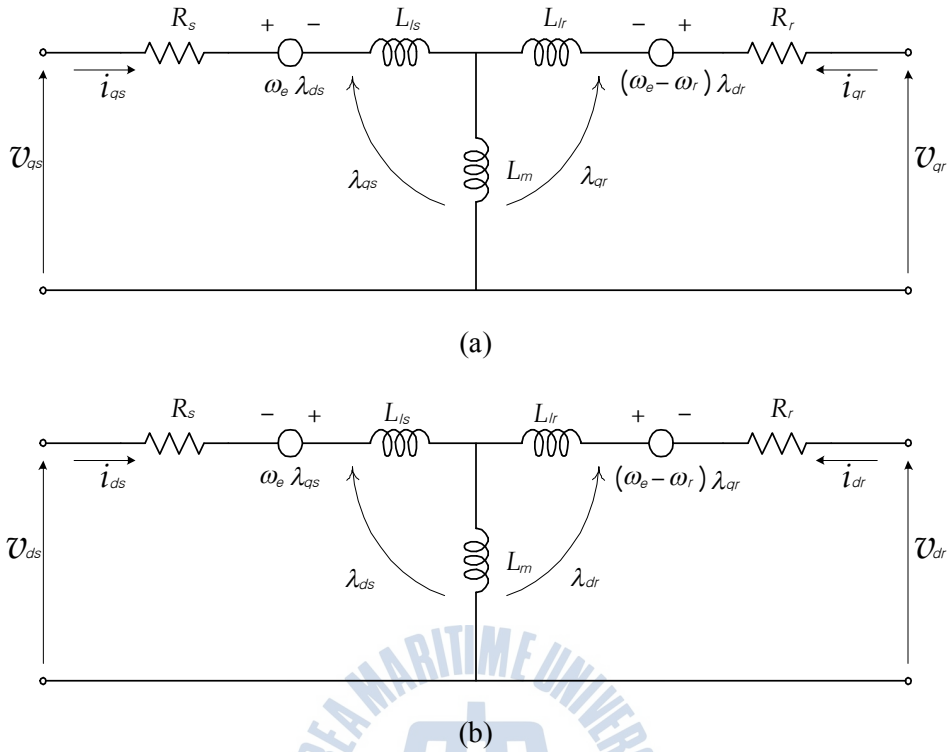 R_s + − L_ls L_lr − + R_r
i_qs ω_e λ_ds (ω_e − ω_r) λ_dr i_qr
v_qs λ_qs L_m λ_qr v_qr
(a)
R_s − + L_ls L_lr + − R_r
i_ds ω_e λ_qs (ω_e − ω_r) λ_qr i_dr
v_ds λ_ds L_m λ_dr v_dr
MARITIME
(b)